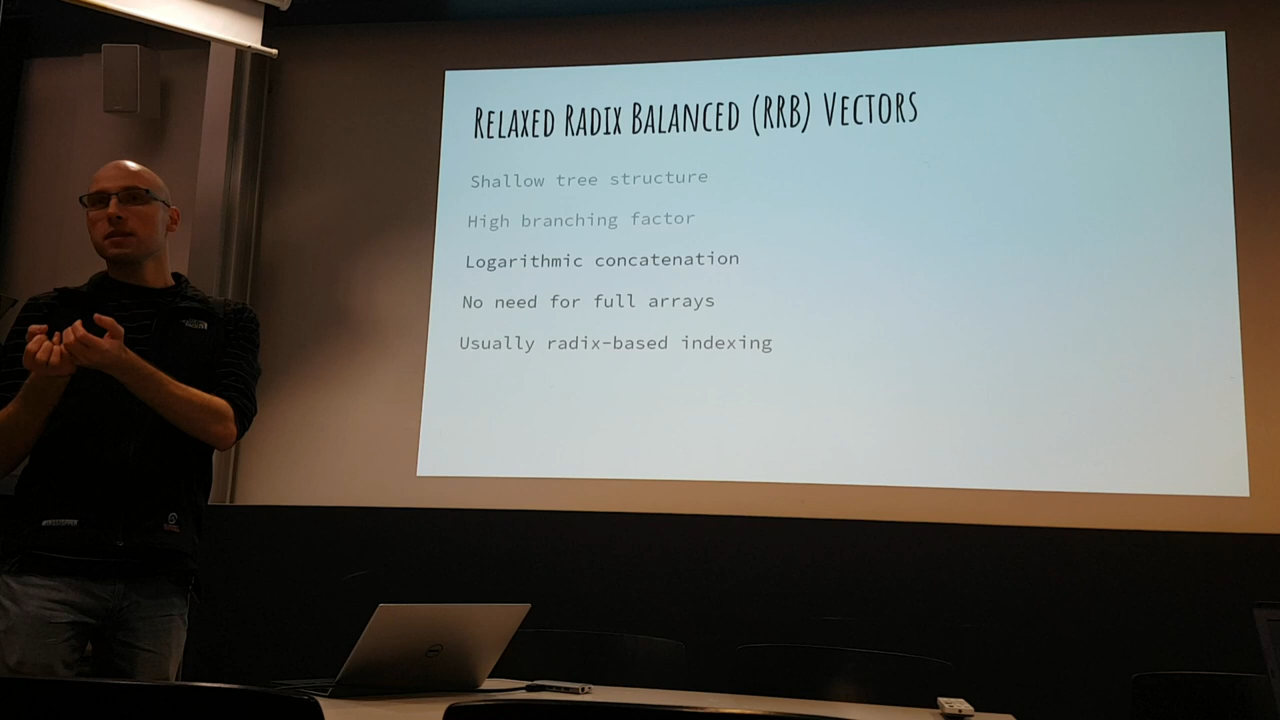 Relaxed Radix Balanced (RRB) Vectors
Shallow tree structure
High branching factor
Logarithmic concatenation
No need for full arrays
Usually radix-based indexing
DELL